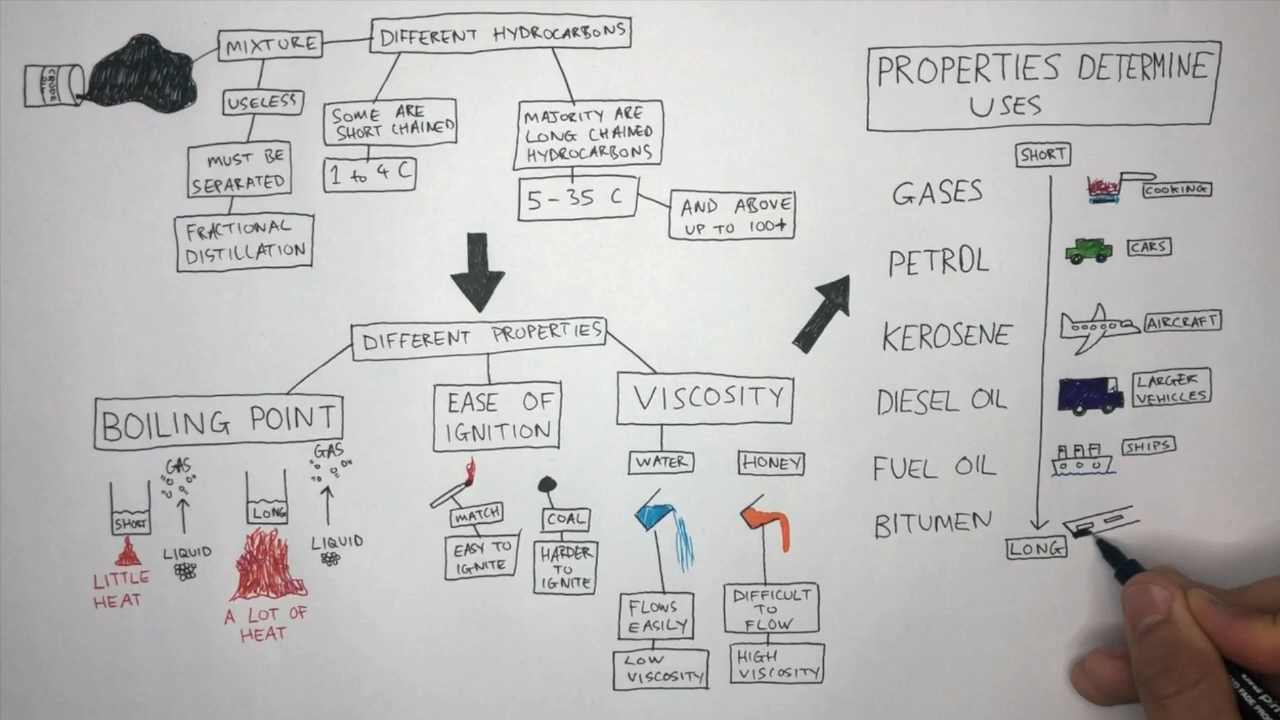 CRUDE
OIL
MIXTURE
USELESS
MUST BE
SEPARATED
FRACTIONAL
DISTILLATION
DIFFERENT HYDROCARBONS
SOME ARE
SHORT CHAINED
1 to 4 C
MAJORITY ARE
LONG CHAINED
HYDROCARBONS
5-35 C
AND ABOVE
UP TO 100+
DIFFERENT PROPERTIES
BOILING POINT
SHORT
GAS
LIQUID
LITTLE
HEAT
LONG
GAS
LIQUID
A LOT OF
HEAT
EASE OF
IGNITION
MATCH
EASY TO
IGNITE
COAL
HARDER
TO
IGNITE
VISCOSITY
WATER
FLOWS
EASILY
LOW
VISCOSITY
HONEY
DIFFICULT
TO
FLOW
HIGH
VISCOSITY
PROPERTIES DETERMINE
USES
SHORT
GASES
COOKING
PETROL
CARS
KEROSENE
AIRCRAFT
DIESEL OIL
LARGER
VEHICLES
FUEL OIL
SHIPS
BITUMEN
LONG